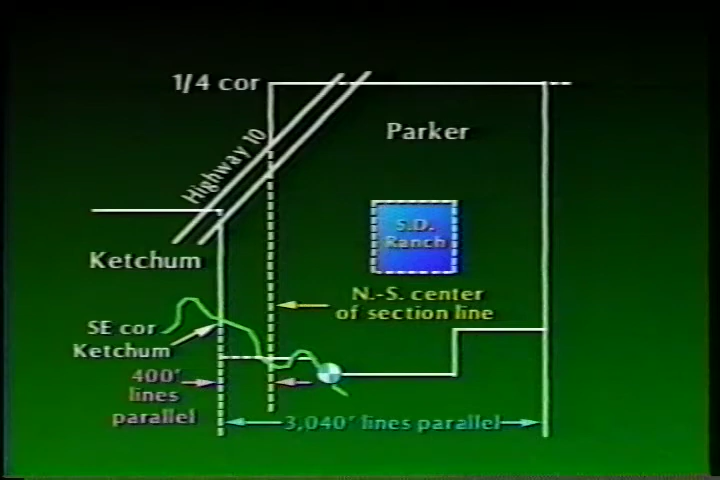 1/4 cor
Highway 10
Parker
S.D.
Ranch
Ketchum
N.-S. center
of section line
SE cor
Ketchum
400'
lines
parallel
3,040' lines parallel